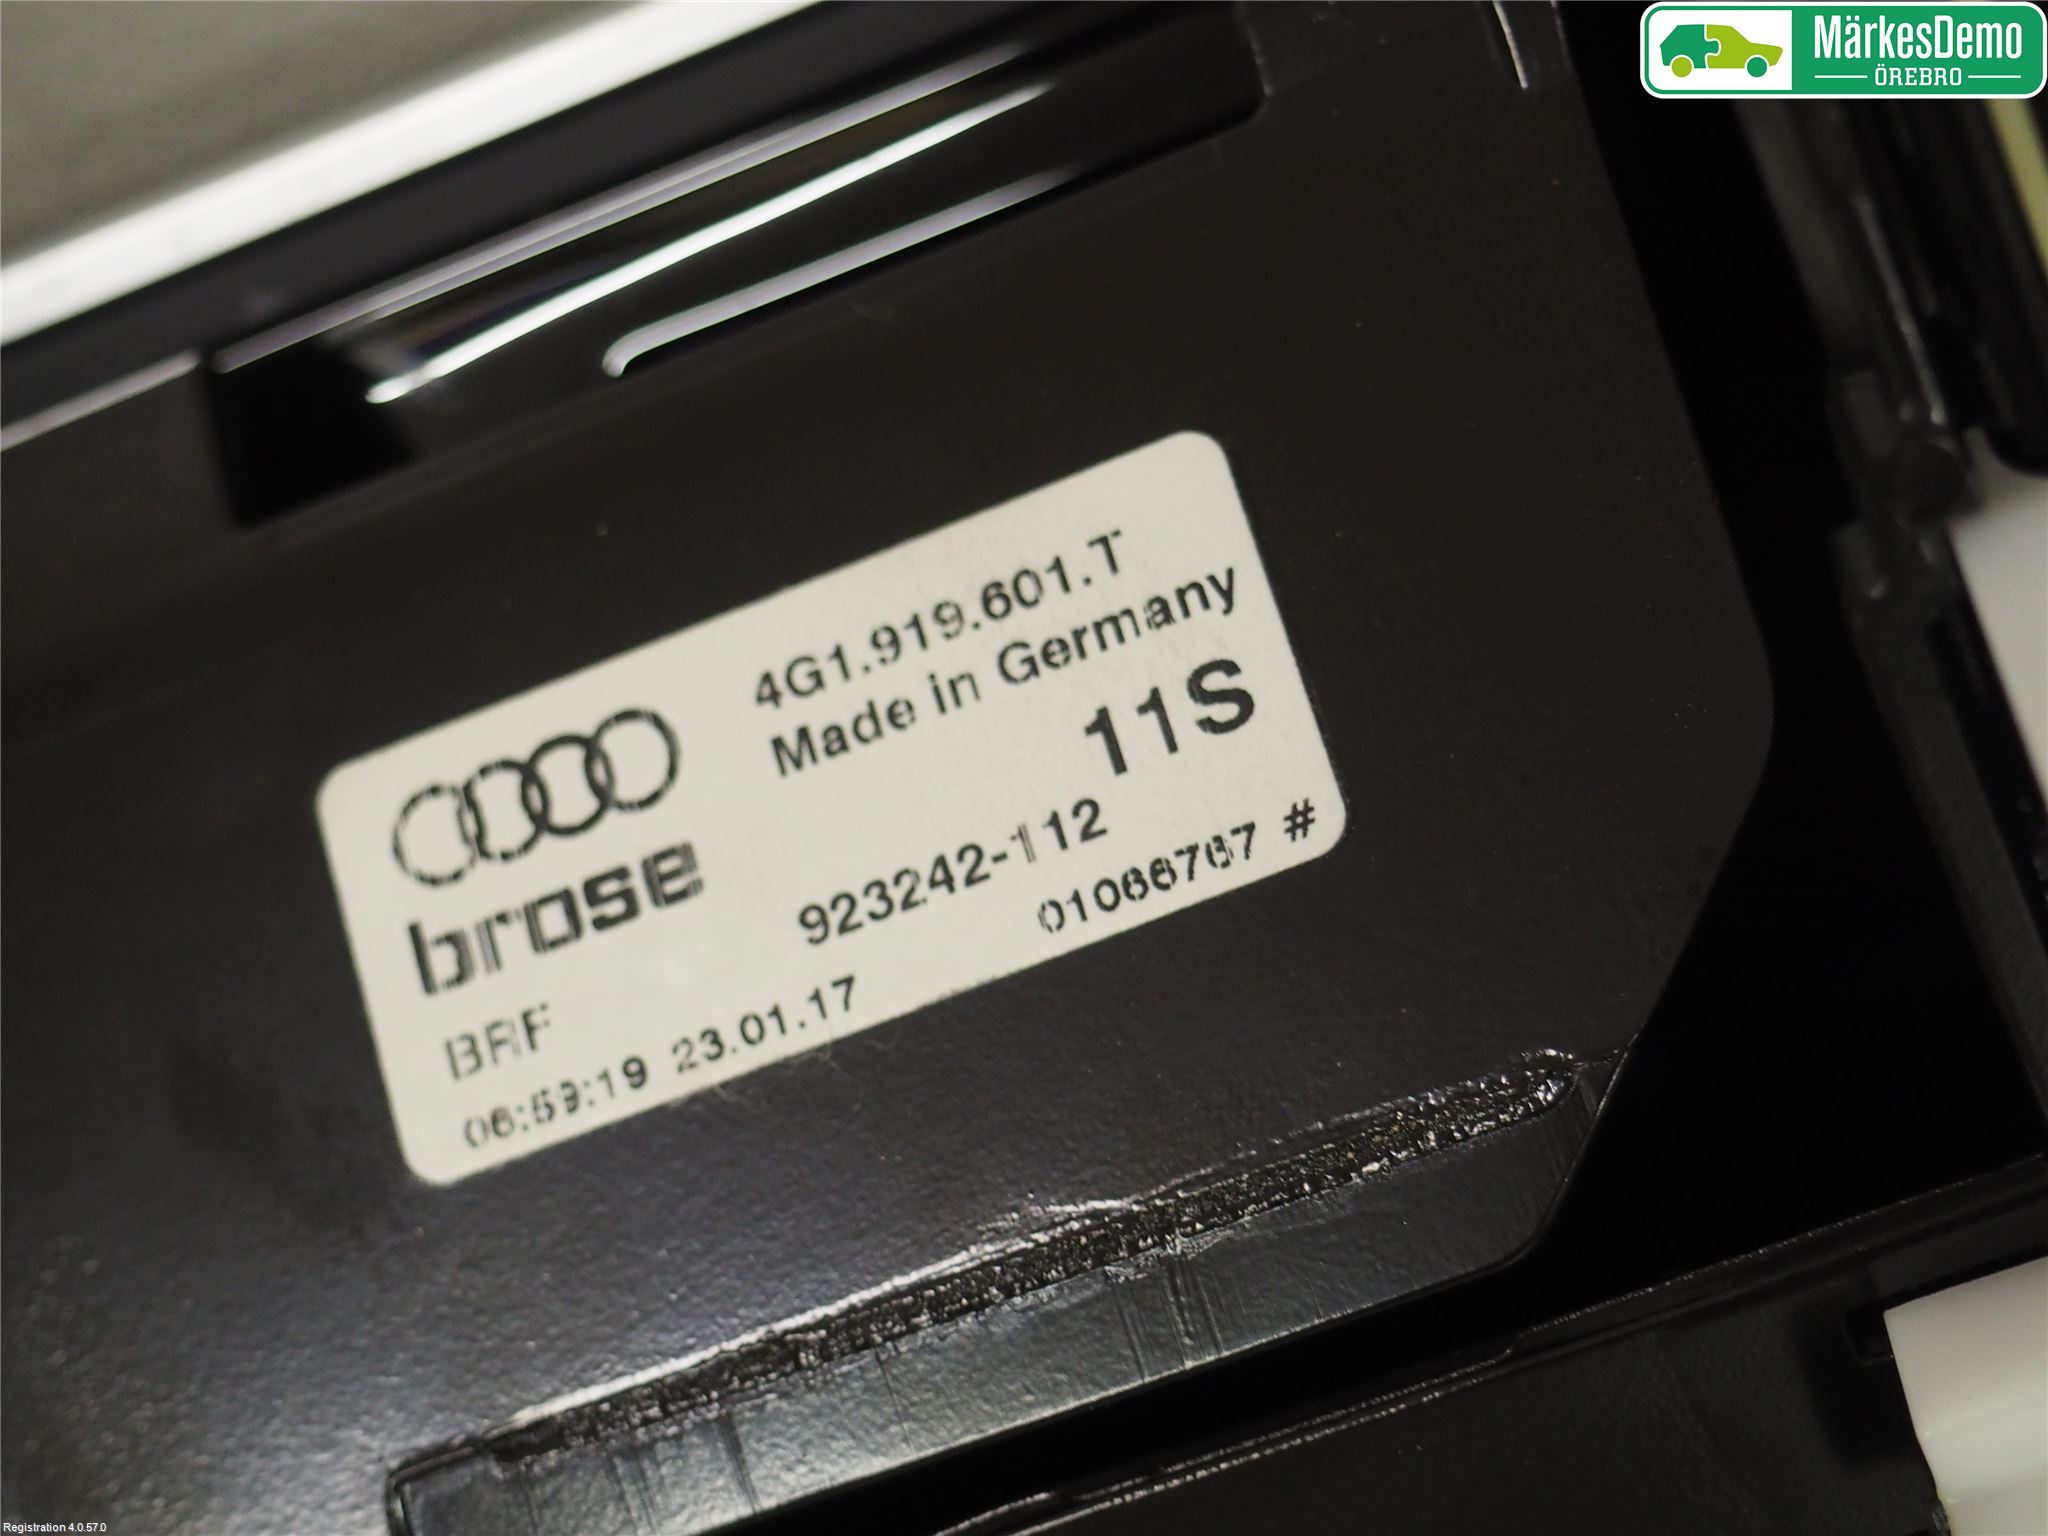 MärkesDemo
ÖREBRO
4G1.919.601.T
Made in Germany
11S
brose
923242-112
01066767 #
BRF
06:59:19 23.01.17
Registration 4.0.57.0